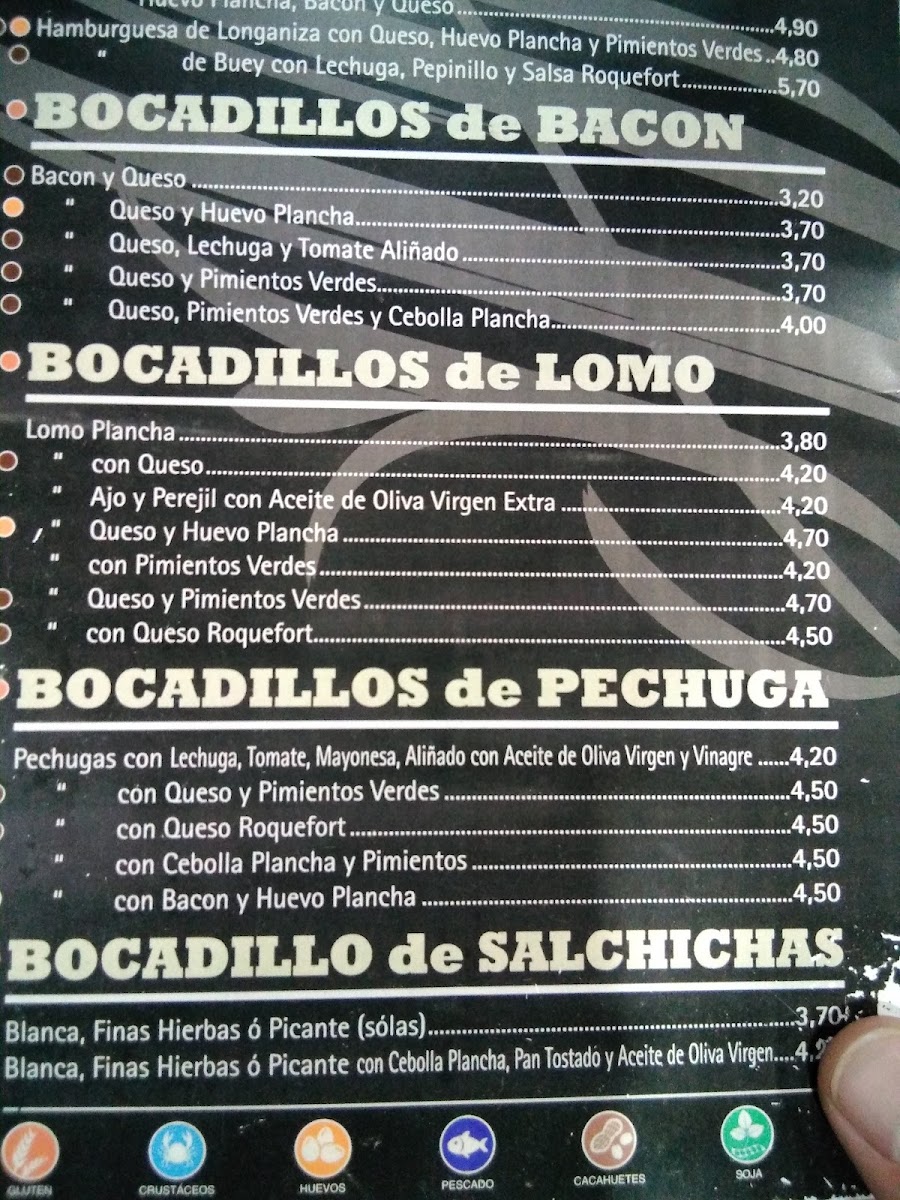 Huevo Plancha, Bacon y Queso....4,90
Hamburguesa de Longaniza con Queso, Huevo Plancha y Pimientos Verdes..4,80
" de Buey con Lechuga, Pepinillo y Salsa Roquefort....5,70
BOCADILLOS de BACON
Bacon y Queso....3,20
" Queso y Huevo Plancha....3,70
" Queso, Lechuga y Tomate Aliñado....3,70
" Queso y Pimientos Verdes....3,70
" Queso, Pimientos Verdes y Cebolla Plancha....4,00
BOCADILLOS de LOMO
Lomo Plancha....3,80
" con Queso....4,20
" Ajo y Perejil con Aceite de Oliva Virgen Extra....4,20
" Queso y Huevo Plancha....4,70
" con Pimientos Verdes....4,20
" Queso y Pimientos Verdes....4,70
" con Queso Roquefort....4,50
BOCADILLOS de PECHUGA
Pechugas con Lechuga, Tomate, Mayonesa, Aliñado con Aceite de Oliva Virgen y Vinagre......4,20
" con Queso y Pimientos Verdes....4,50
" con Queso Roquefort....4,50
" con Cebolla Plancha y Pimientos....4,50
" con Bacon y Huevo Plancha....4,50
BOCADILLO de SALCHICHAS
Blanca, Finas Hierbas ó Picante (sólas)....3,70
Blanca, Finas Hierbas ó Picante con Cebolla Plancha, Pan Tostado y Aceite de Oliva Virgen....
GLUTEN CRUSTÁCEOS HUEVOS PESCADO CACAHUETES SOJA